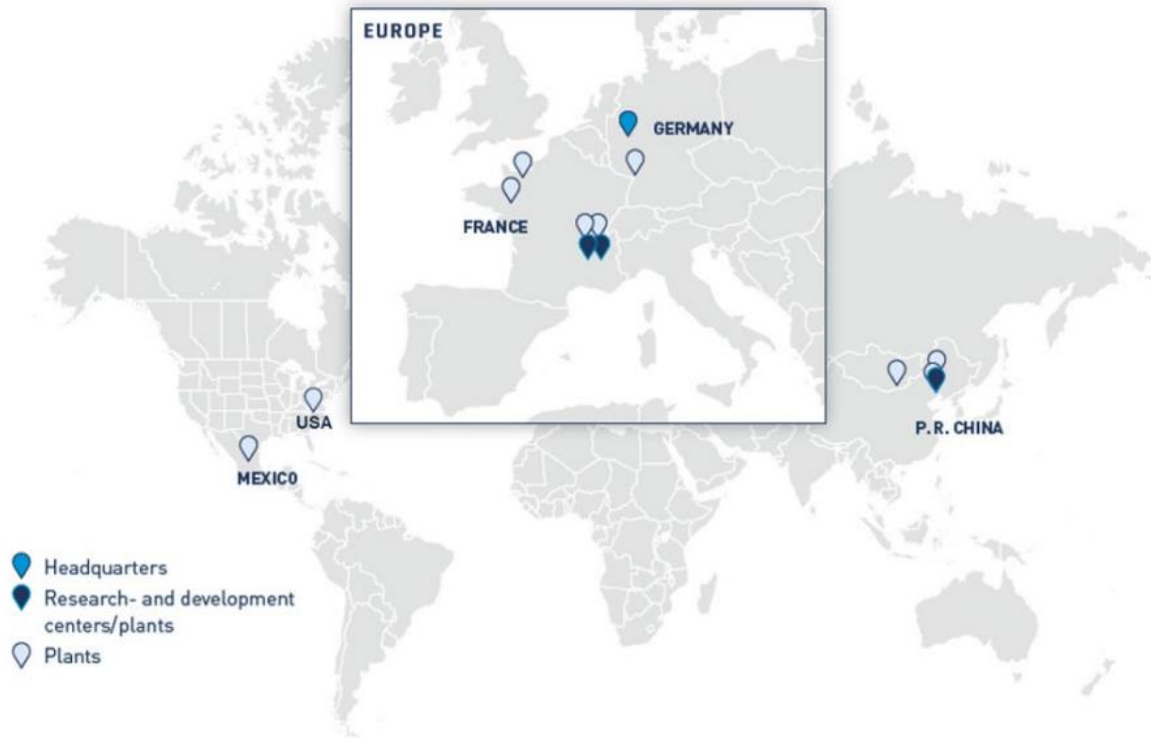 EUROPE
GERMANY
FRANCE
USA
MEXICO
P.R. CHINA
Headquarters
Research- and development
centers/plants
Plants